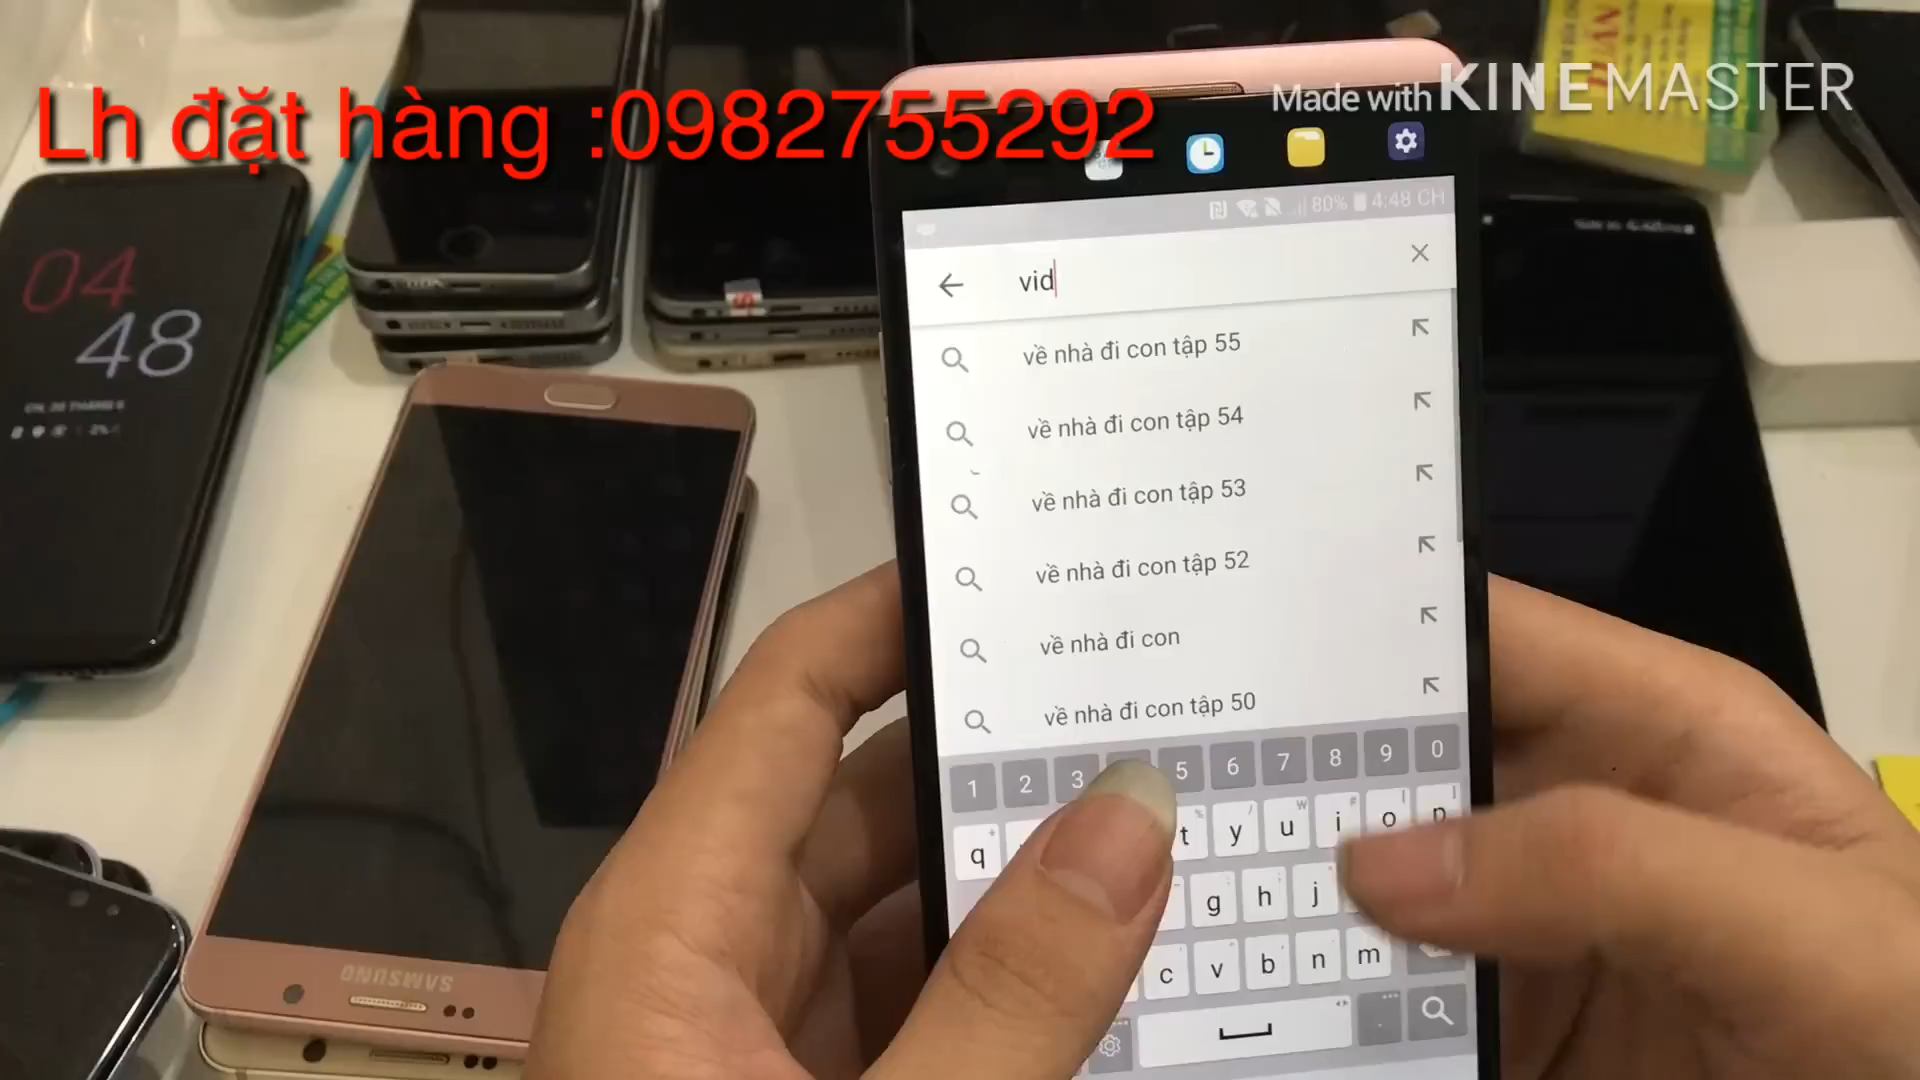 Lh đặt hàng :0982755292
Made with KINEMASTER
80% 4:48 CH
vid
về nhà đi con tập 55
về nhà đi con tập 54
về nhà đi con tập 53
về nhà đi con tập 52
về nhà đi con
về nhà đi con tập 50
1 2 3 5 6 7 8 9 0
q t y u i o p
g h j
c v b n m
04
48
SAMSUNG